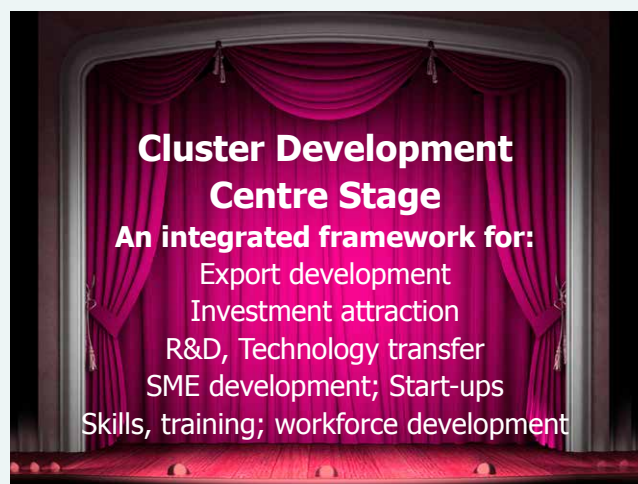 Cluster Development
Centre Stage
An integrated framework for:
Export development
Investment attraction
R&D, Technology transfer
SME development; Start-ups
Skills, training; workforce development